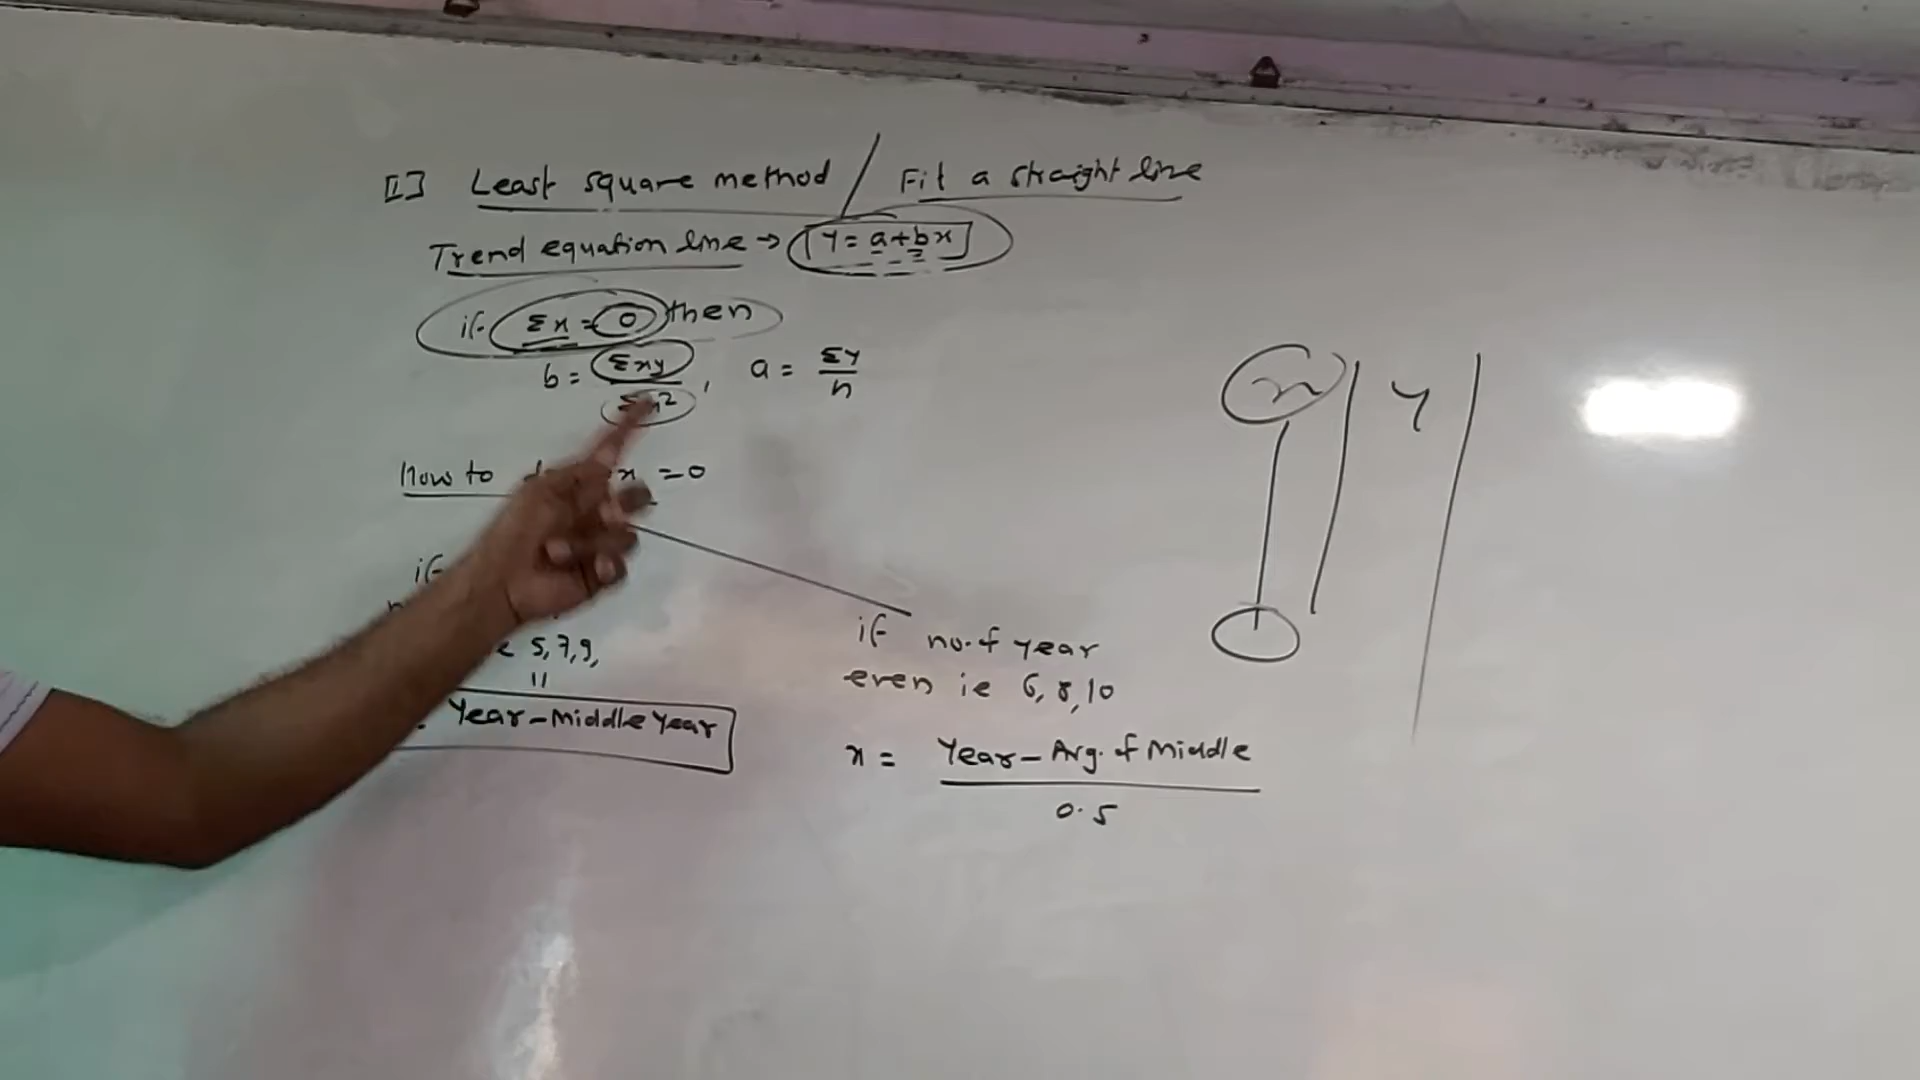 [I] Least square method / Fit a straight line
Trend equation line → Y = a + bx
if Σx = 0 then
b = Σxy / Σx², a = ΣY / n
How to x = 0
if
5, 7, 9,
11
Year - Middle Year
if no. of year
even ie 6, 8, 10
x = Year - Avg. of Middle
0.5
x Y